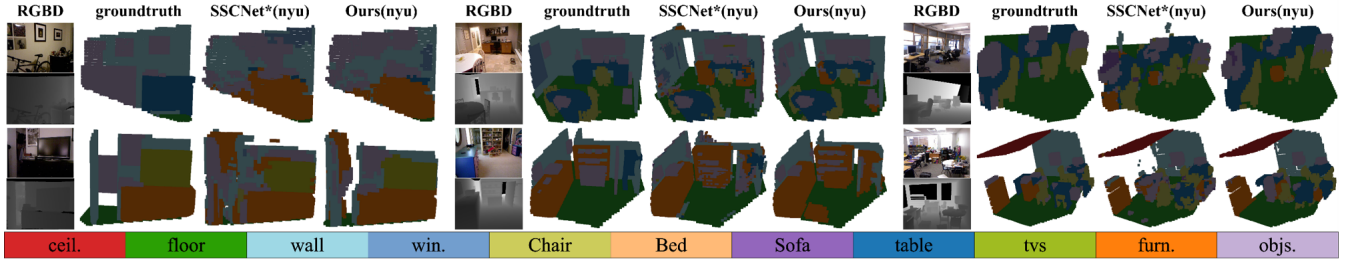 RGBD groundtruth SSCNet*(nyu) Ours(nyu) RGBD groundtruth SSCNet*(nyu) Ours(nyu) RGBD groundtruth SSCNet*(nyu) Ours(nyu)
ceil. floor wall win. Chair Bed Sofa table tvs furn. objs.